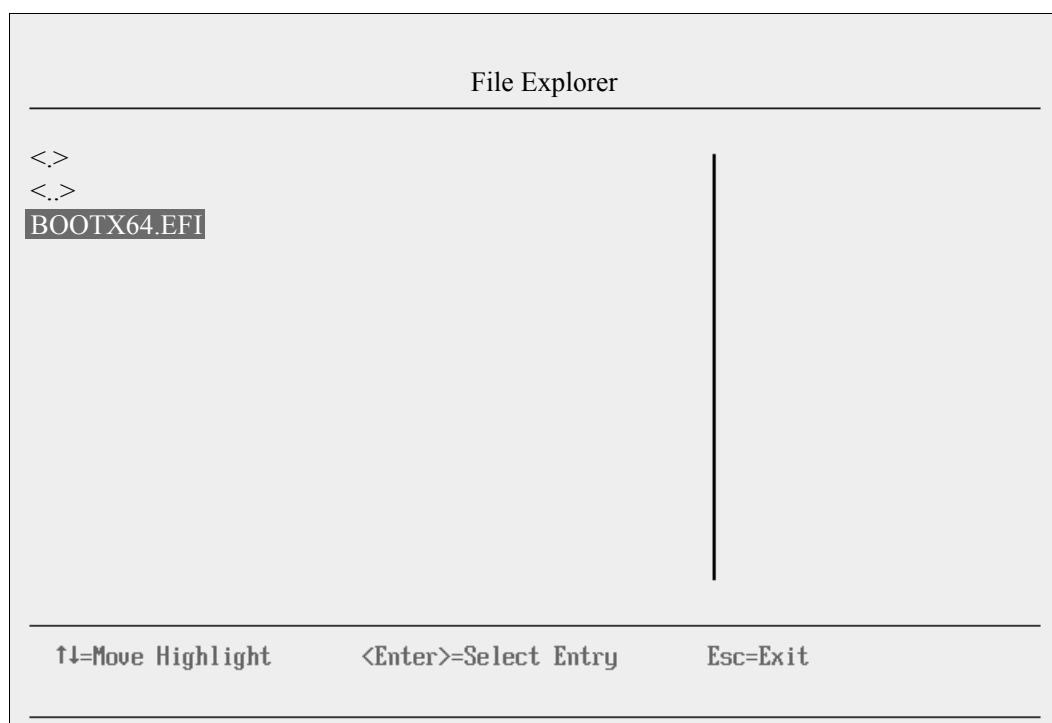 File Explorer
<.>
<..>
BOOTX64.EFI
↑↓=Move Highlight <Enter>=Select Entry Esc=Exit